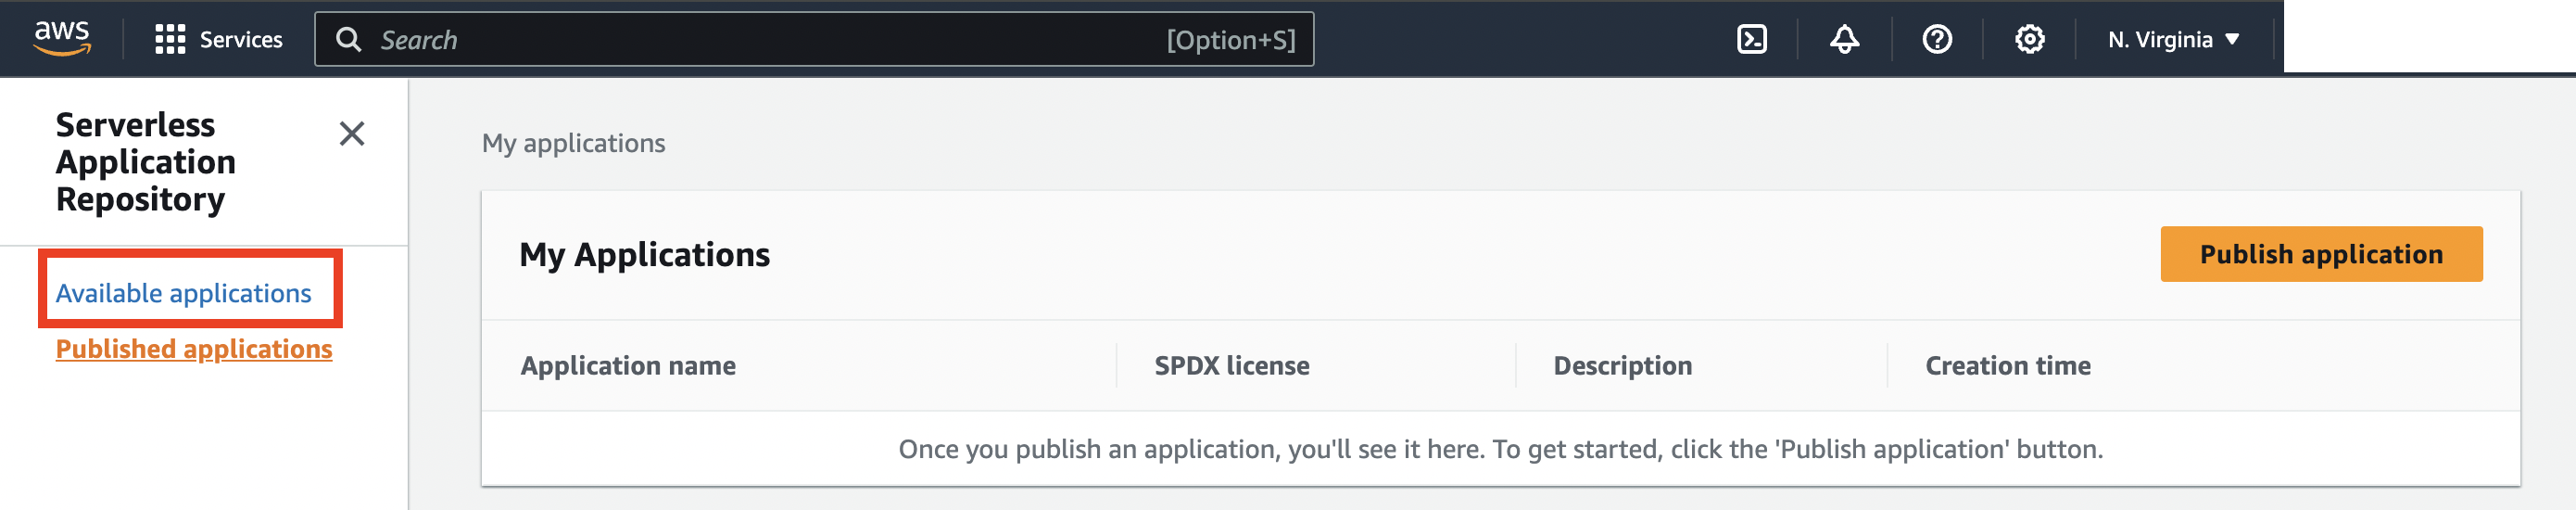 aws Services Search [Option+S] N. Virginia
Serverless
Application
Repository
Available applications
Published applications
My applications
My Applications Publish application
Application name SPDX license Description Creation time
Once you publish an application, you'll see it here. To get started, click the 'Publish application' button.